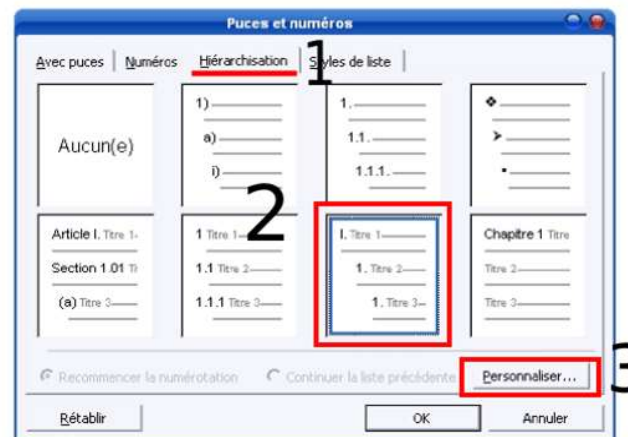 Puces et numéros
Avec puces
Numéros
Hiérarchisation
1
Styles de liste
Aucun(e)
1)
a)
i)
1.
1.1.
1.1.1.
2
Article I. Titre 1
Section 1.01
(a) Titre 3
1 Titre 1
1.1 Titre 2
1.1.1 Titre 3
I. Titre 1
1. Titre 2
1. Titre 3
Chapitre 1 Titre
Titre 2
Titre 3
Recommencer la numérotation
Continuer la liste précédente
Personnaliser...
3
Rétablir
OK
Annuler